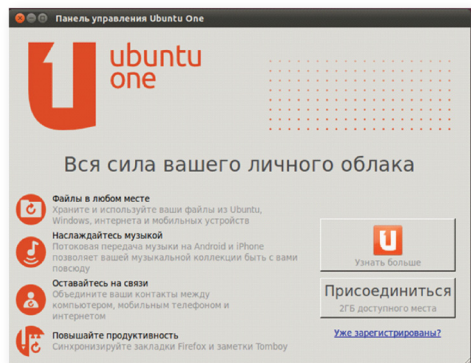 Панель управления Ubuntu One
ubuntu
one
Вся сила вашего личного облака
Файлы в любом месте
Храните и используйте ваши файлы из Ubuntu,
Windows, интернета и мобильных устройств
Наслаждайтесь музыкой
Потоковая передача музыки на Android и iPhone
позволяет вашей музыкальной коллекции быть с вами
повсюду
Оставайтесь на связи
Объедините ваши контакты между
компьютером, мобильным телефоном и
интернетом
Повышайте продуктивность
Синхронизируйте закладки Firefox и заметки Tomboy
Узнать больше
Присоединиться
2ГБ доступного места
Уже зарегистрированы?